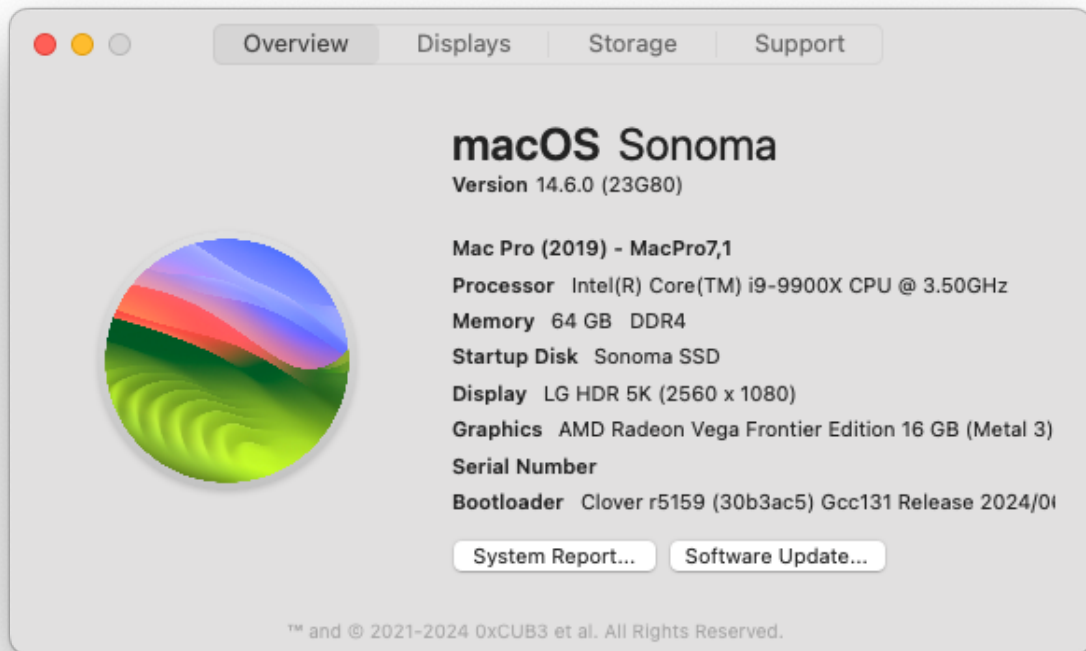 Overview Displays Storage Support
macOS Sonoma
Version 14.6.0 (23G80)
Mac Pro (2019) - MacPro7,1
Processor Intel(R) Core(TM) i9-9900X CPU @ 3.50GHz
Memory 64 GB DDR4
Startup Disk Sonoma SSD
Display LG HDR 5K (2560 x 1080)
Graphics AMD Radeon Vega Frontier Edition 16 GB (Metal 3)
Serial Number
Bootloader Clover r5159 (30b3ac5) Gcc131 Release 2024/0
System Report... Software Update...
™ and © 2021-2024 0xCUB3 et al. All Rights Reserved.